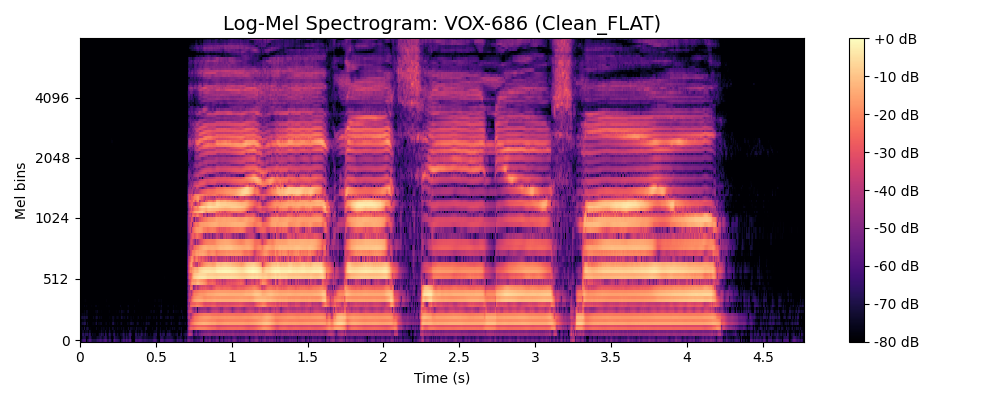 Log-Mel Spectrogram: VOX-686 (Clean_FLAT)
Mel bins
4096
2048
1024
512
0
0 0.5 1 1.5 2 2.5 3 3.5 4 4.5
Time (s)
+0 dB
-10 dB
-20 dB
-30 dB
-40 dB
-50 dB
-60 dB
-70 dB
-80 dB